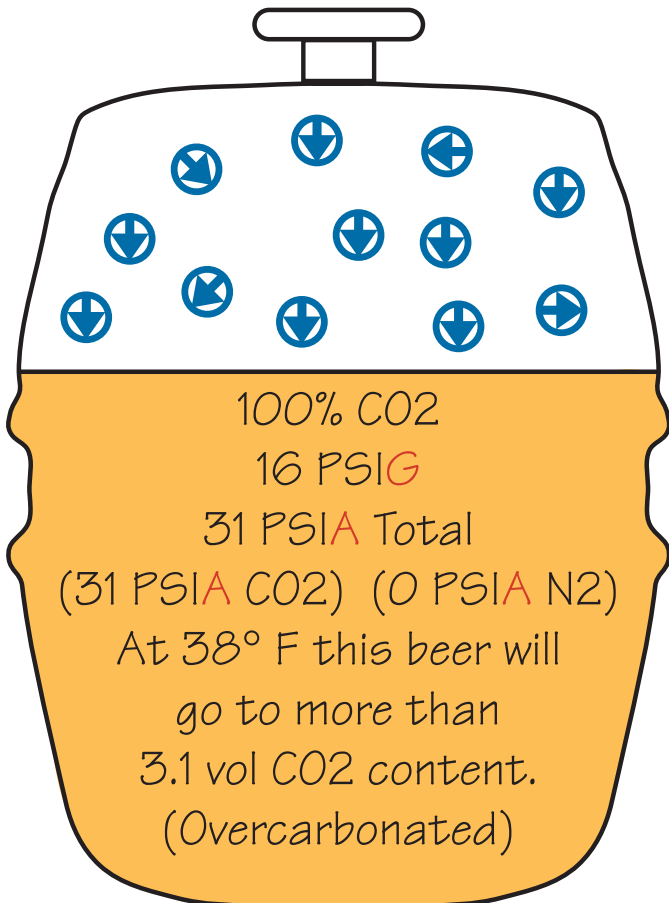 100% CO2
16 PSIG
31 PSIA Total
(31 PSIA CO2) (0 PSIA N2)
At 38° F this beer will
go to more than
3.1 vol CO2 content.
(Overcarbonated)